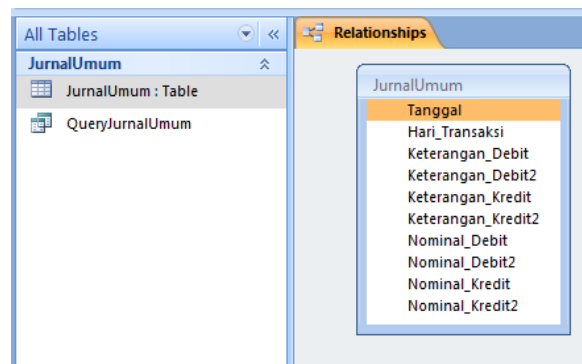 All Tables
JurnalUmum
JurnalUmum : Table
QueryJurnalUmum
Relationships
JurnalUmum
Tanggal
Hari_Transaksi
Keterangan_Debit
Keterangan_Debit2
Keterangan_Kredit
Keterangan_Kredit2
Nominal_Debit
Nominal_Debit2
Nominal_Kredit
Nominal_Kredit2